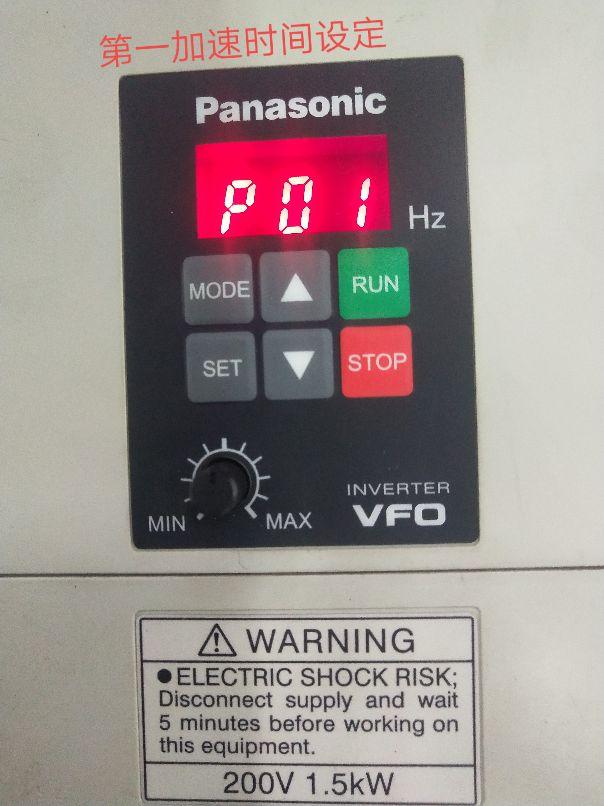 第一加速时间设定
Panasonic
P01 Hz
MODE ▲ RUN
SET ▼ STOP
MIN MAX
INVERTER
VFO
⚠ WARNING
●ELECTRIC SHOCK RISK;
Disconnect supply and wait
5 minutes before working on
this equipment.
200V 1.5kW